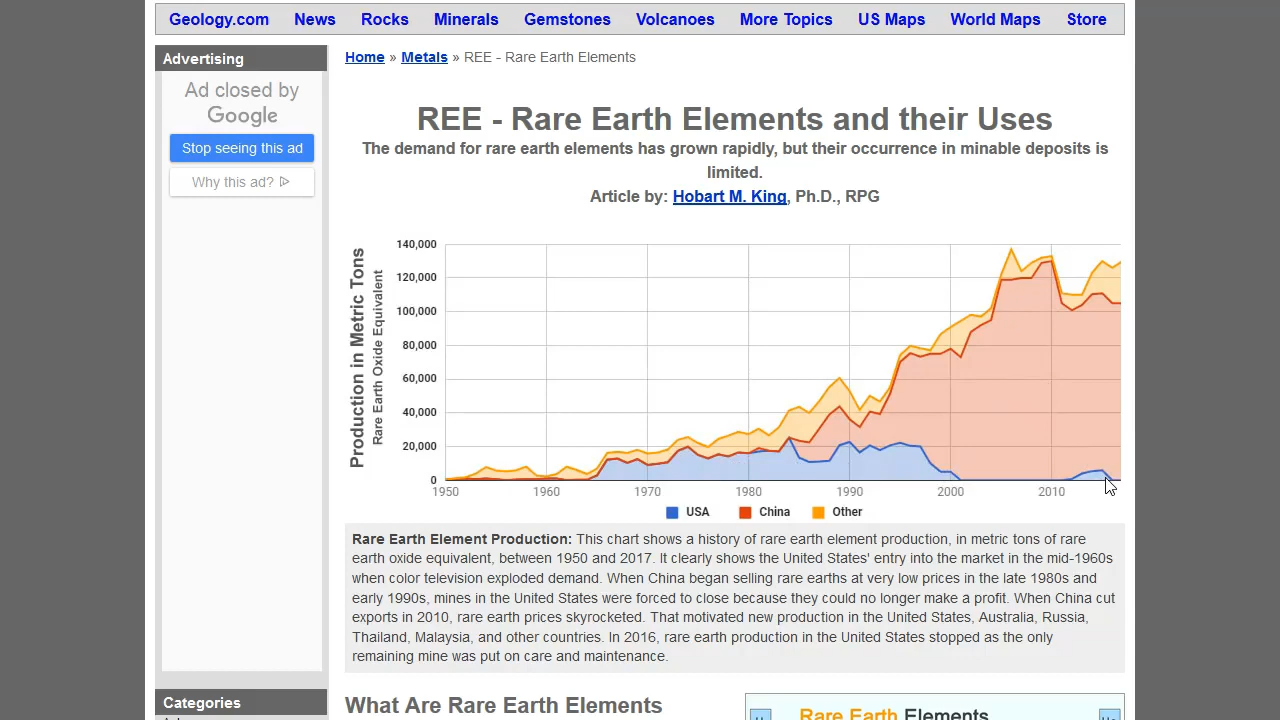 Geology.com News Rocks Minerals Gemstones Volcanoes More Topics US Maps World Maps Store
Advertising
Ad closed by
Google
Stop seeing this ad
Why this ad?
Categories
Home » Metals » REE - Rare Earth Elements
REE - Rare Earth Elements and their Uses
The demand for rare earth elements has grown rapidly, but their occurrence in minable deposits is
limited.
Article by: Hobart M. King, Ph.D., RPG
Production in Metric Tons
Rare Earth Oxide Equivalent
140,000
120,000
100,000
80,000
60,000
40,000
20,000
0
1950 1960 1970 1980 1990 2000 2010
USA China Other
Rare Earth Element Production: This chart shows a history of rare earth element production, in metric tons of rare
earth oxide equivalent, between 1950 and 2017. It clearly shows the United States' entry into the market in the mid-1960s
when color television exploded demand. When China began selling rare earths at very low prices in the late 1980s and
early 1990s, mines in the United States were forced to close because they could no longer make a profit. When China cut
exports in 2010, rare earth prices skyrocketed. That motivated new production in the United States, Australia, Russia,
Thailand, Malaysia, and other countries. In 2016, rare earth production in the United States stopped as the only
remaining mine was put on care and maintenance.
What Are Rare Earth Elements
Rare Earth Elements